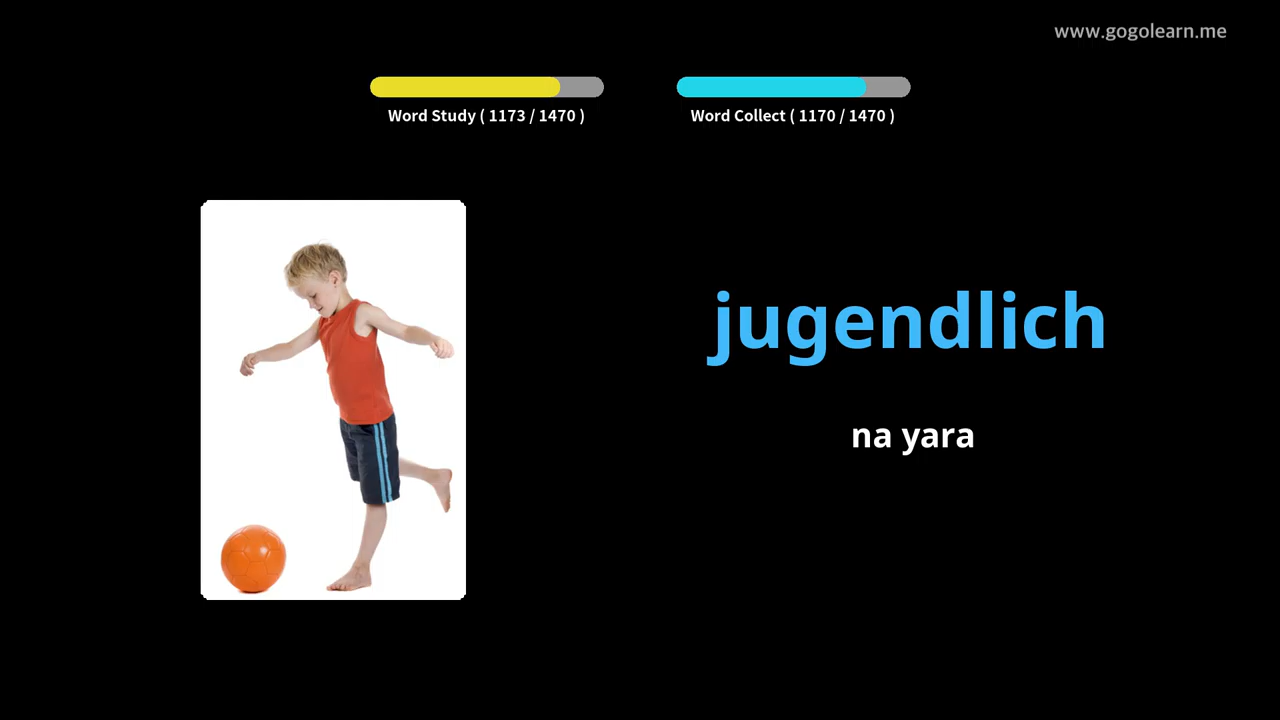 www.gogolearn.me
Word Study ( 1173 / 1470 )
Word Collect ( 1170 / 1470 )
jugendlich
na yara